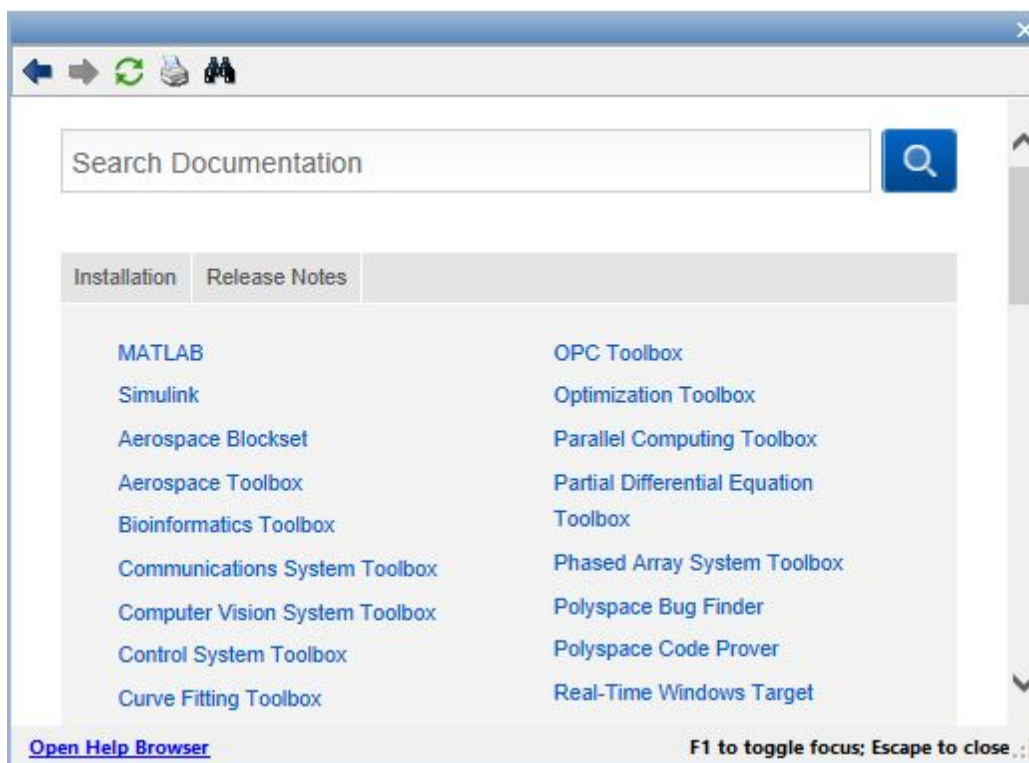 Search Documentation
Installation
Release Notes
MATLAB
Simulink
Aerospace Blockset
Aerospace Toolbox
Bioinformatics Toolbox
Communications System Toolbox
Computer Vision System Toolbox
Control System Toolbox
Curve Fitting Toolbox
OPC Toolbox
Optimization Toolbox
Parallel Computing Toolbox
Partial Differential Equation
Toolbox
Phased Array System Toolbox
Polyspace Bug Finder
Polyspace Code Prover
Real-Time Windows Target
Open Help Browser
F1 to toggle focus; Escape to close